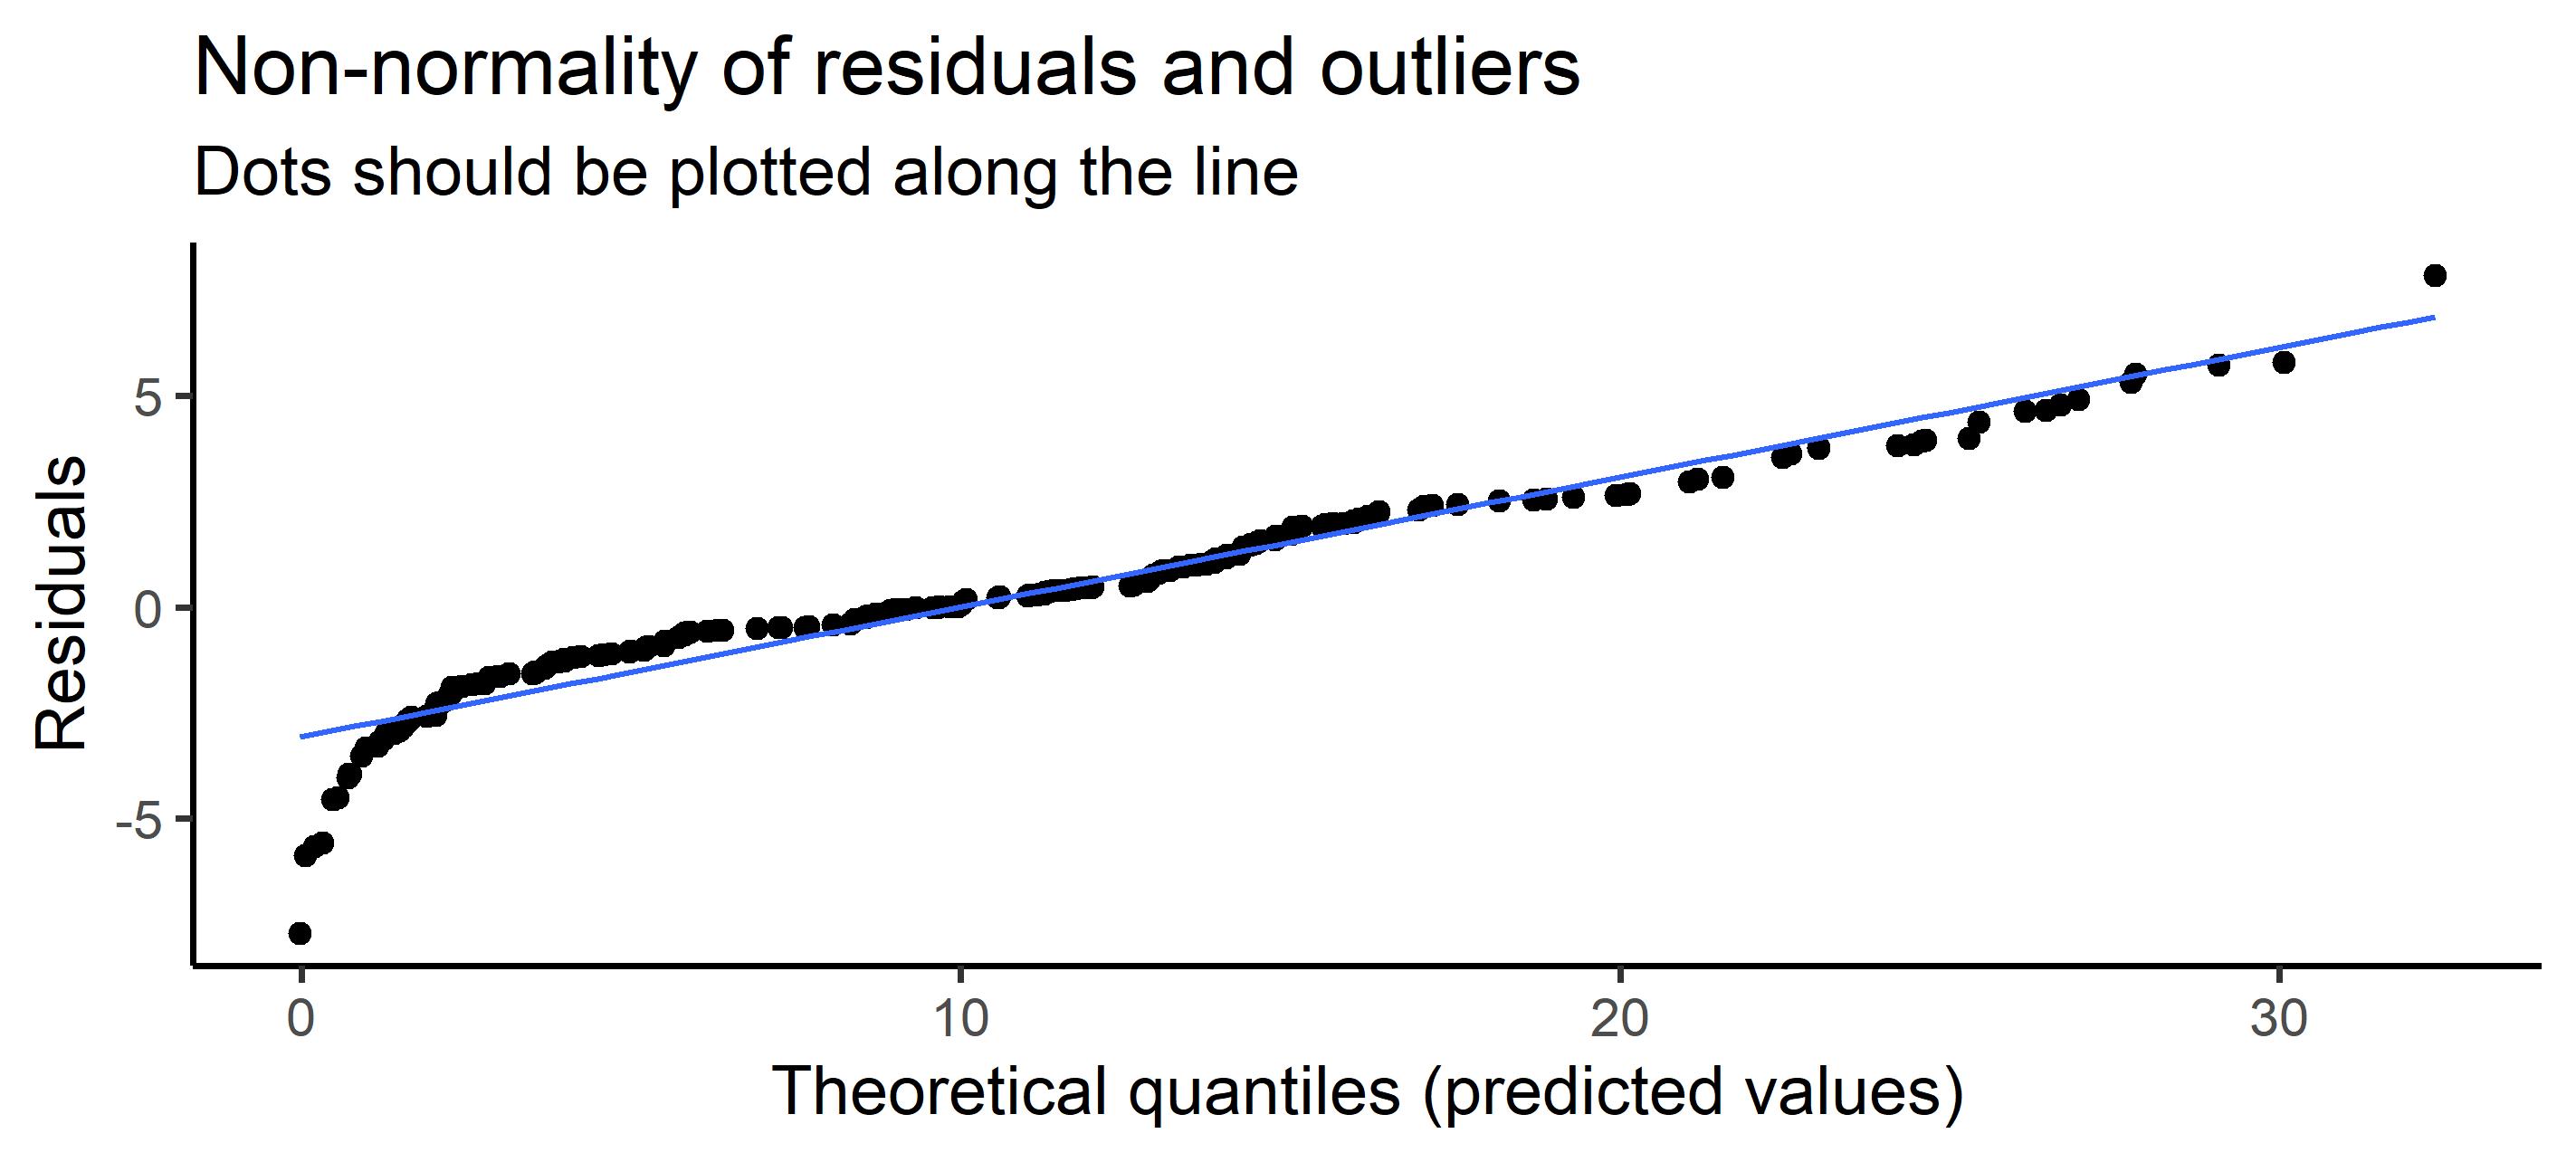 Non-normality of residuals and outliers
Dots should be plotted along the line
Residuals
5
0
-5
0 10 20 30
Theoretical quantiles (predicted values)